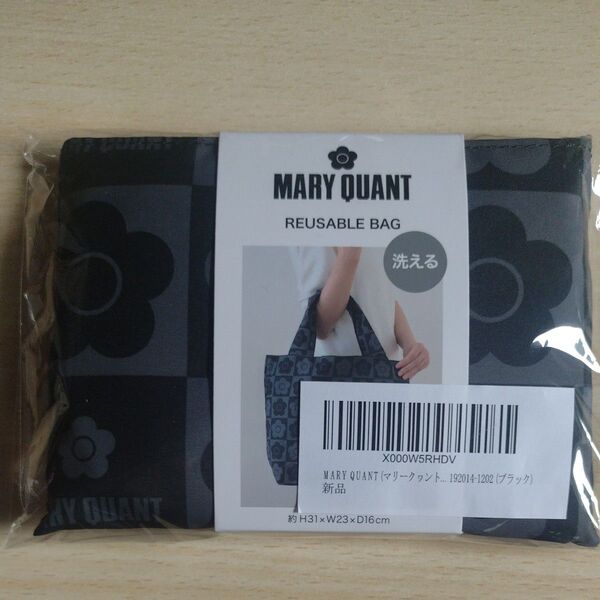 MARY QUANT
REUSABLE BAG
洗える
X000W5RHDV
MARY QUANT(マリークヮント... 192014-1202 (ブラック)
新品
約 H31×W23×D16cm
MARY QUANT